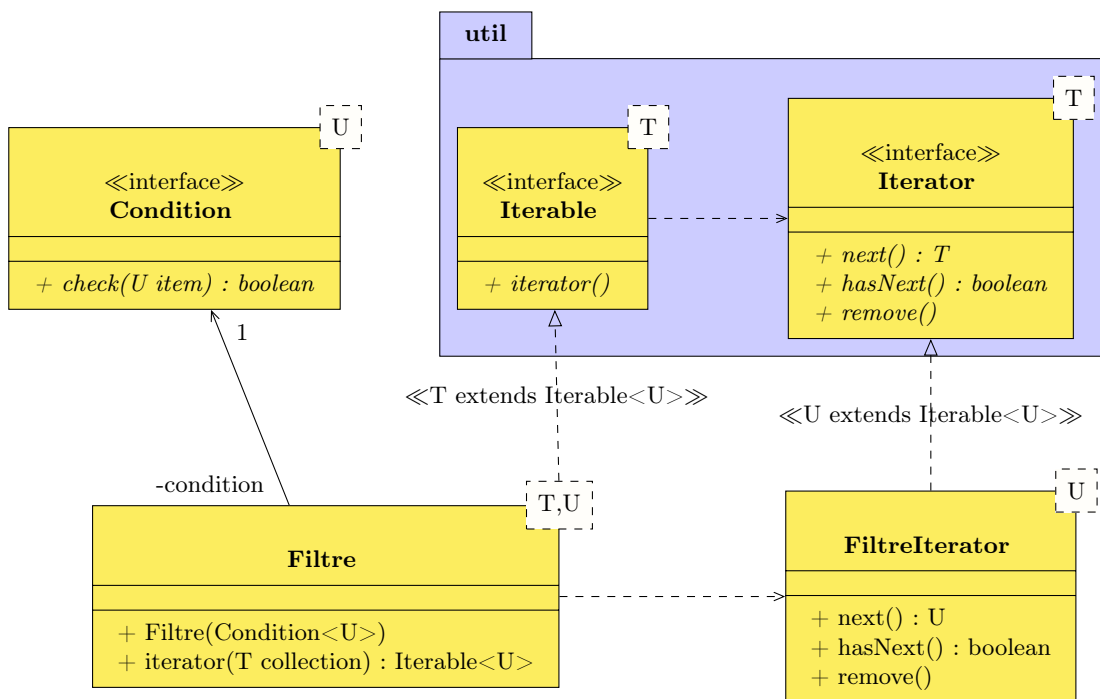 util
U
≪interface≫
Condition
+ check(U item) : boolean
T
≪interface≫
Iterable
+ iterator()
T
≪interface≫
Iterator
+ next() : T
+ hasNext() : boolean
+ remove()
1
≪T extends Iterable<U>≫
≪U extends Iterable<U>≫
-condition
T,U
Filtre
+ Filtre(Condition<U>)
+ iterator(T collection) : Iterable<U>
U
FiltreIterator
+ next() : U
+ hasNext() : boolean
+ remove()